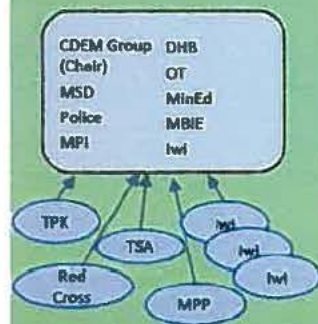 CDEM Group
(Chair)
MSD
Police
MPI
DHB
OT
MinEd
MBIE
Iwi
TPK
TSA
Iwi
Iwi
Iwi
Red
Cross
MPP